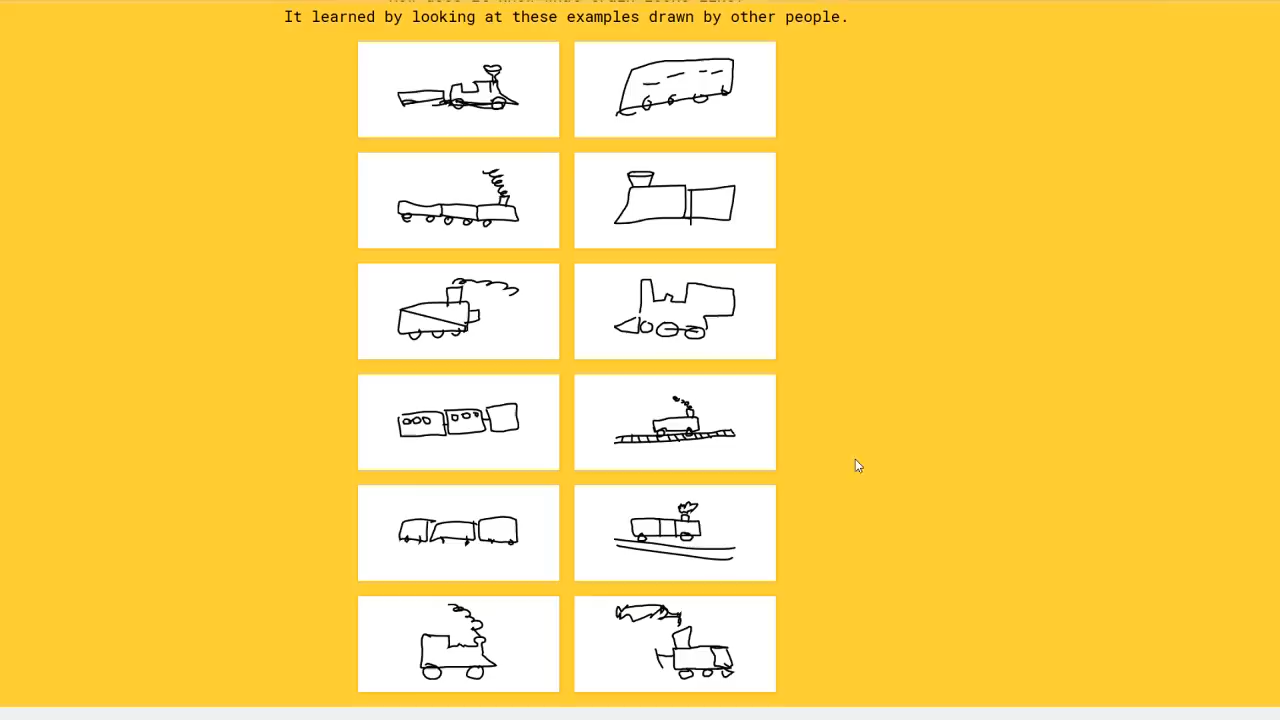 It learned by looking at these examples drawn by other people.